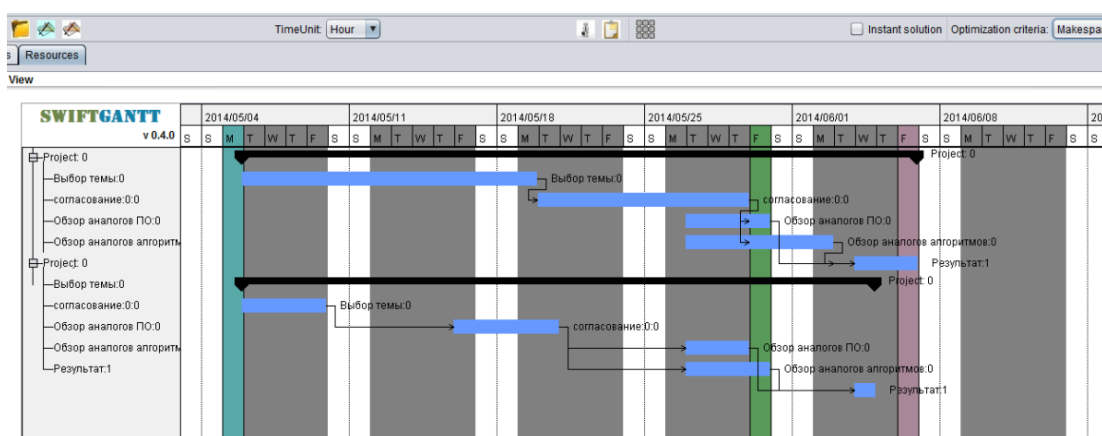 TimeUnit: Hour
Instant solution Optimization criteria: Makespa
s Resources
View
SWIFTGANTT
v 0.4.0
2014/05/04 2014/05/11 2014/05/18 2014/05/25 2014/06/01 2014/06/08 20
S S M T W T F S S M T W T F S S M T W T F S S M T W T F S S M T W T F S S M T W T F S S
Project: 0 Project: 0
Выбор темы:0 Выбор темы:0
согласование:0:0 согласование:0:0
Обзор аналогов ПО:0 Обзор аналогов ПО:0
Обзор аналогов алгоритм Обзор аналогов алгоритмов:0
Project: 0 Результат:1
Выбор темы:0 Project: 0
согласование:0:0 Выбор темы:0
Обзор аналогов ПО:0 согласование:0:0
Обзор аналогов алгоритм Обзор аналогов ПО:0
Результат:1 Обзор аналогов алгоритмов:0
Результат:1